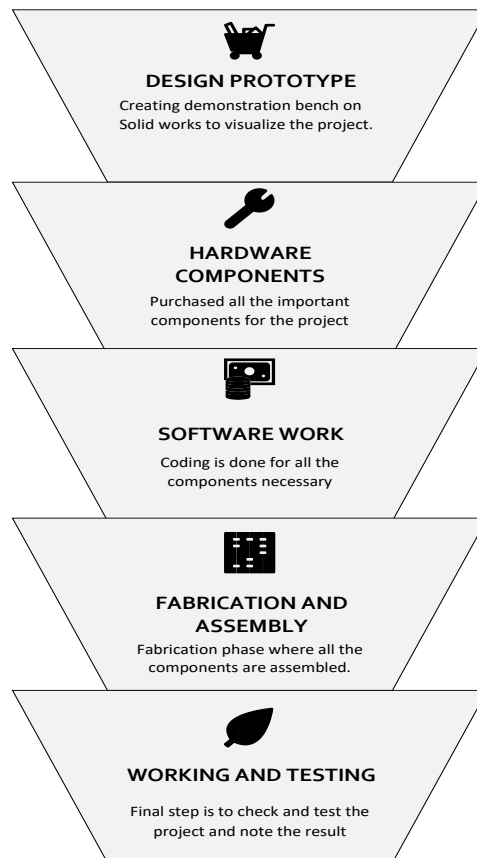 DESIGN PROTOTYPE
Creating demonstration bench on
Solid works to visualize the project.
HARDWARE
COMPONENTS
Purchased all the important
components for the project
SOFTWARE WORK
Coding is done for all the
components necessary
FABRICATION AND
ASSEMBLY
Fabrication phase where all the
components are assembled.
WORKING AND TESTING
Final step is to check and test the
project and note the result